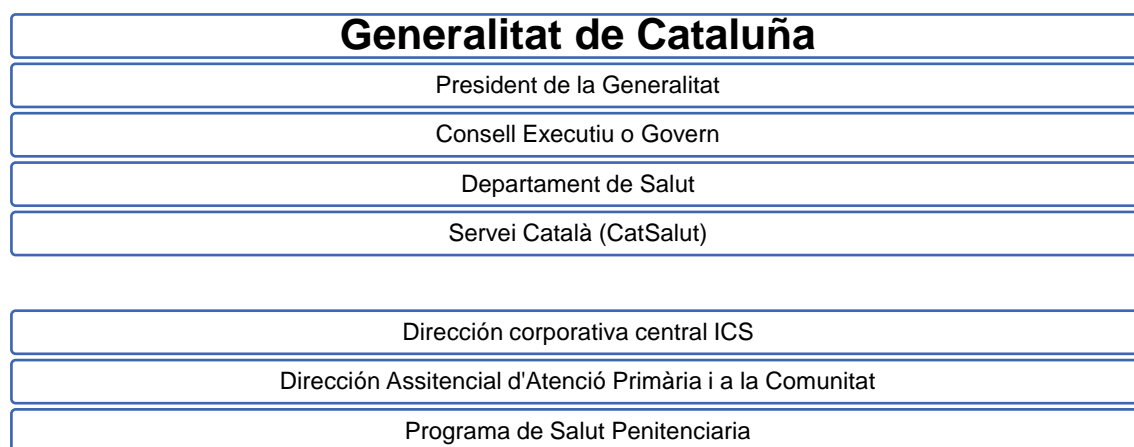 Generalitat de Cataluña
President de la Generalitat
Consell Executiu o Govern
Departament de Salut
Servei Català (CatSalut)
Dirección corporativa central ICS
Dirección Assitencial d'Atenció Primària i a la Comunitat
Programa de Salut Penitenciaria